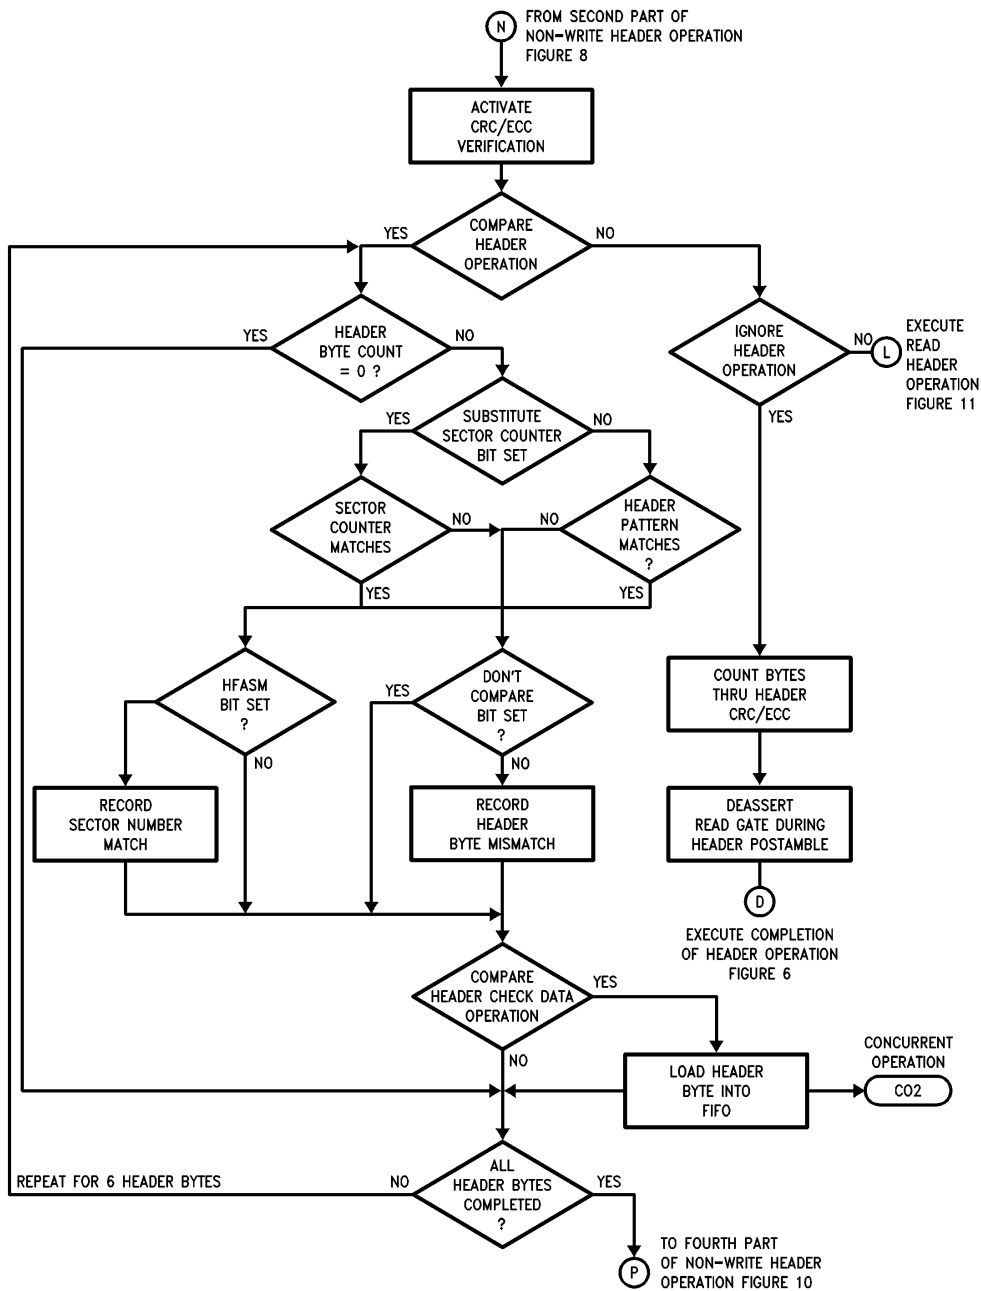 N
FROM SECOND PART OF
NON-WRITE HEADER OPERATION
FIGURE 8
ACTIVATE
CRC/ECC
VERIFICATION
YES
COMPARE
HEADER
OPERATION
NO
YES
HEADER
BYTE COUNT
= 0 ?
NO
IGNORE
HEADER
OPERATION
NO
L
EXECUTE
READ
HEADER
OPERATION
FIGURE 11
YES
YES
SUBSTITUTE
SECTOR COUNTER
BIT SET
NO
SECTOR
COUNTER
MATCHES
NO
YES
NO
HEADER
PATTERN
MATCHES
?
YES
HFASM
BIT SET
?
NO
YES
DON'T
COMPARE
BIT SET
?
NO
COUNT BYTES
THRU HEADER
CRC/ECC
RECORD
SECTOR NUMBER
MATCH
RECORD
HEADER
BYTE MISMATCH
DEASSERT
READ GATE DURING
HEADER POSTAMBLE
D
EXECUTE COMPLETION
OF HEADER OPERATION
FIGURE 6
COMPARE
HEADER CHECK DATA
OPERATION
YES
NO
LOAD HEADER
BYTE INTO
FIFO
CONCURRENT
OPERATION
CO2
REPEAT FOR 6 HEADER BYTES
NO
ALL
HEADER BYTES
COMPLETED
?
YES
P
TO FOURTH PART
OF NON-WRITE HEADER
OPERATION FIGURE 10